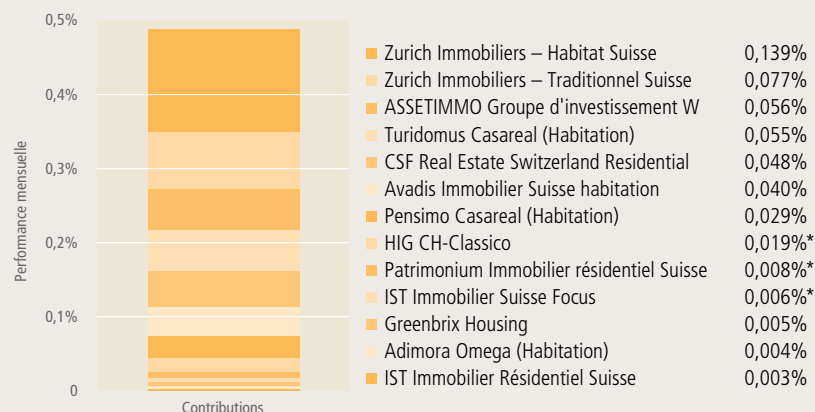 0,5%
0,4%
0,3%
0,2%
0,1%
0
Performance mensuelle
Contributions
Zurich Immobiliers – Habitat Suisse 0,139%
Zurich Immobiliers – Traditionnel Suisse 0,077%
ASSETIMMO Groupe d'investissement W 0,056%
Turidomus Casareal (Habitation) 0,055%
CSF Real Estate Switzerland Residential 0,048%
Avadis Immobilier Suisse habitation 0,040%
Pensimo Casareal (Habitation) 0,029%
HIG CH-Classico 0,019%*
Patrimonium Immobilier résidentiel Suisse 0,008%*
IST Immobilier Suisse Focus 0,006%*
Greenbrix Housing 0,005%
Adimora Omega (Habitation) 0,004%
IST Immobilier Résidentiel Suisse 0,003%